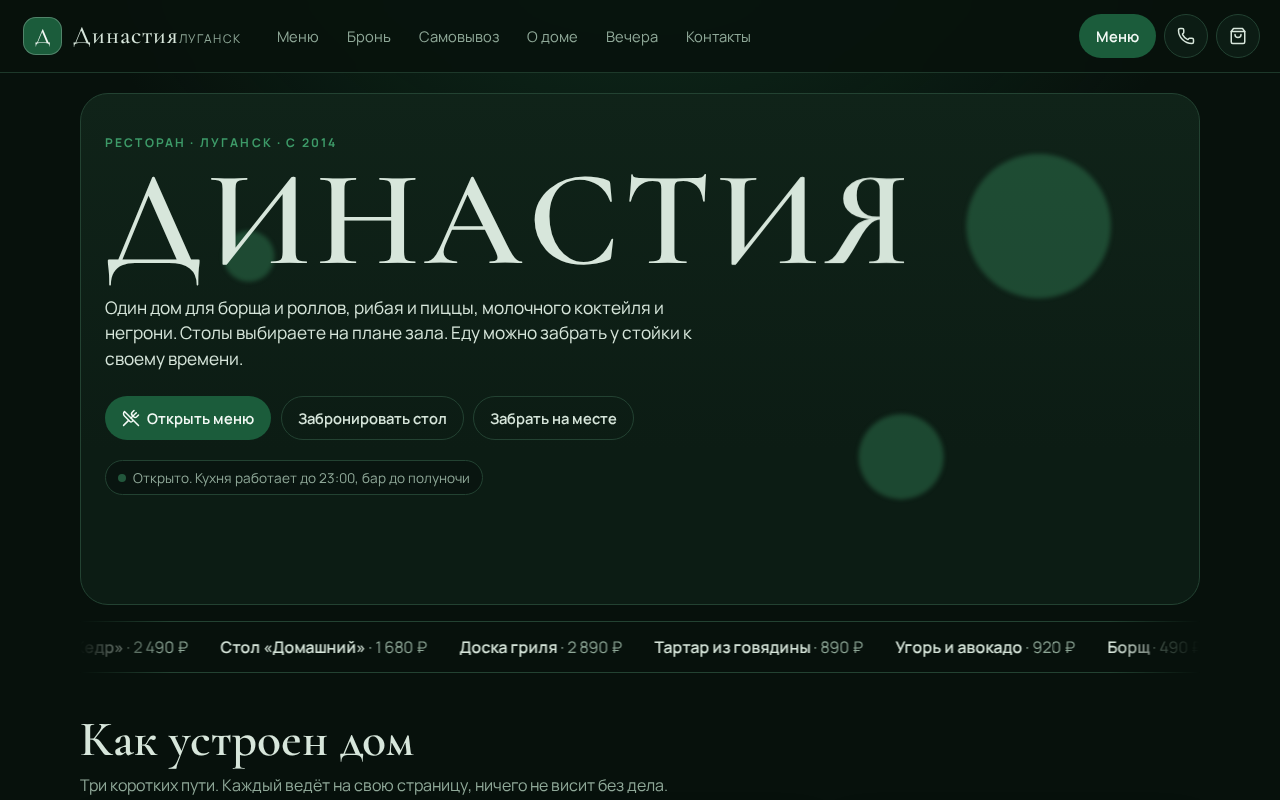 Д ДинастияЛУГАНСК Меню Бронь Самовывоз О доме Вечера Контакты Меню
РЕСТОРАН · ЛУГАНСК · С 2014
ДИНАСТИЯ
Один дом для борща и роллов, рибая и пиццы, молочного коктейля и
негрони. Столы выбираете на плане зала. Еду можно забрать у стойки к
своему времени.
Открыть меню Забронировать стол Забрать на месте
Открыто. Кухня работает до 23:00, бар до полуночи
2 490 ₽ Стол «Домашний» · 1 680 ₽ Доска гриля · 2 890 ₽ Тартар из говядины · 890 ₽ Угорь и авокадо · 920 ₽ Борщ · 490
Как устроен дом
Три коротких пути. Каждый ведёт на свою страницу, ничего не висит без дела.